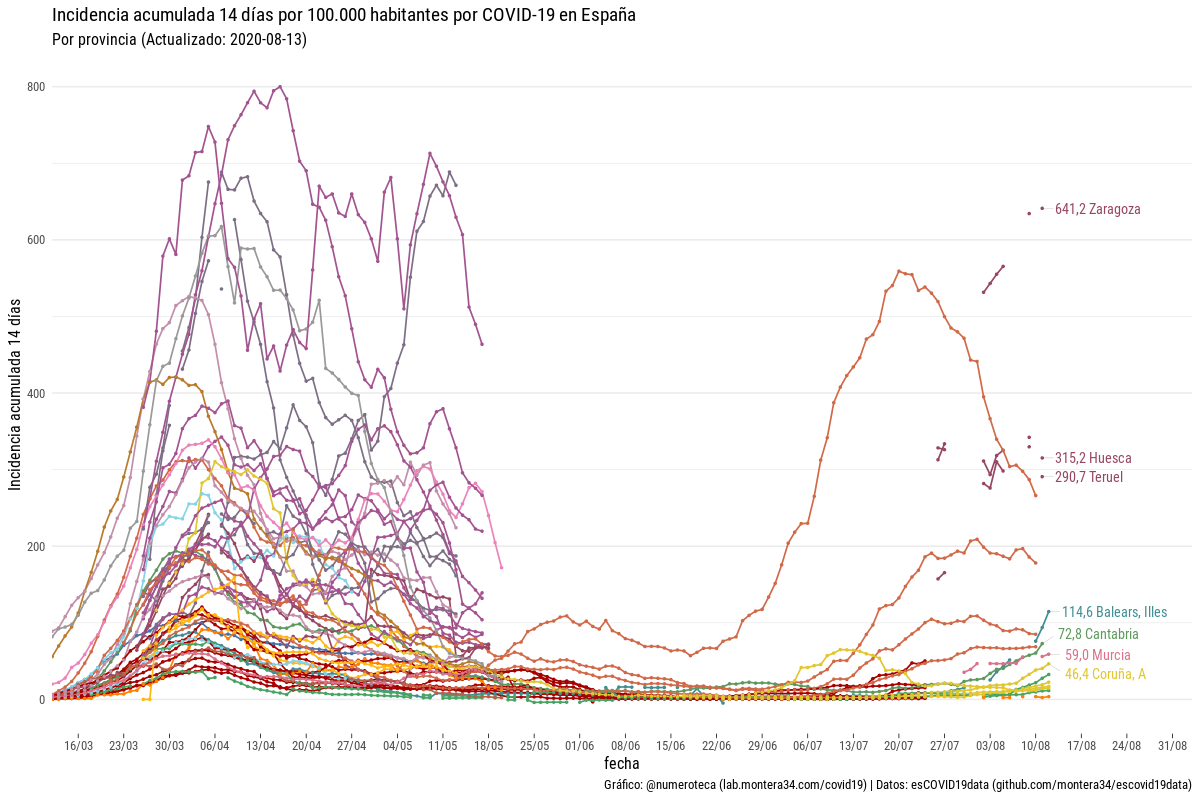 Incidencia acumulada 14 días por 100.000 habitantes por COVID-19 en España
Por provincia (Actualizado: 2020-08-13)
Incidencia acumulada 14 días
800
600
400
200
0
641,2 Zaragoza
315,2 Huesca
290,7 Teruel
114,6 Balears, Illes
72,8 Cantabria
59,0 Murcia
46,4 Coruña, A
16/03 23/03 30/03 06/04 13/04 20/04 27/04 04/05 11/05 18/05 25/05 01/06 08/06 15/06 22/06 29/06 06/07 13/07 20/07 27/07 03/08 10/08 17/08 24/08 31/08
fecha
Gráfico: @numeroteca (lab.montera34.com/covid19) | Datos: esCOVID19data (github.com/montera34/escovid19data)